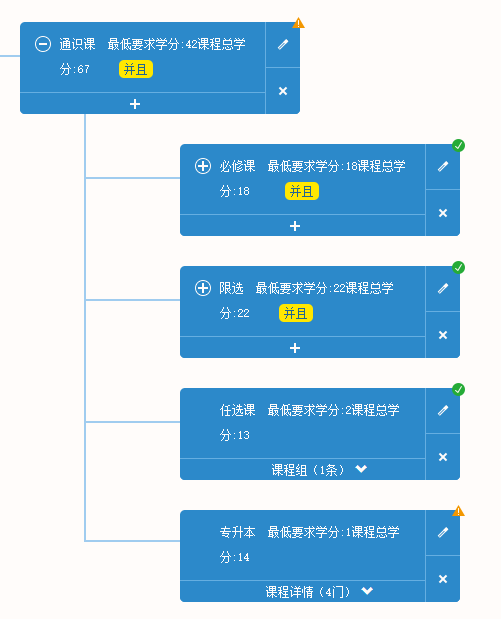 通识课 最低要求学分:42课程总学
分:67 并且
必修课 最低要求学分:18课程总学
分:18 并且
限选 最低要求学分:22课程总学
分:22 并且
任选课 最低要求学分:2课程总学
分:13
课程组（1条）
专升本 最低要求学分:1课程总学
分:14
课程详情（4门）